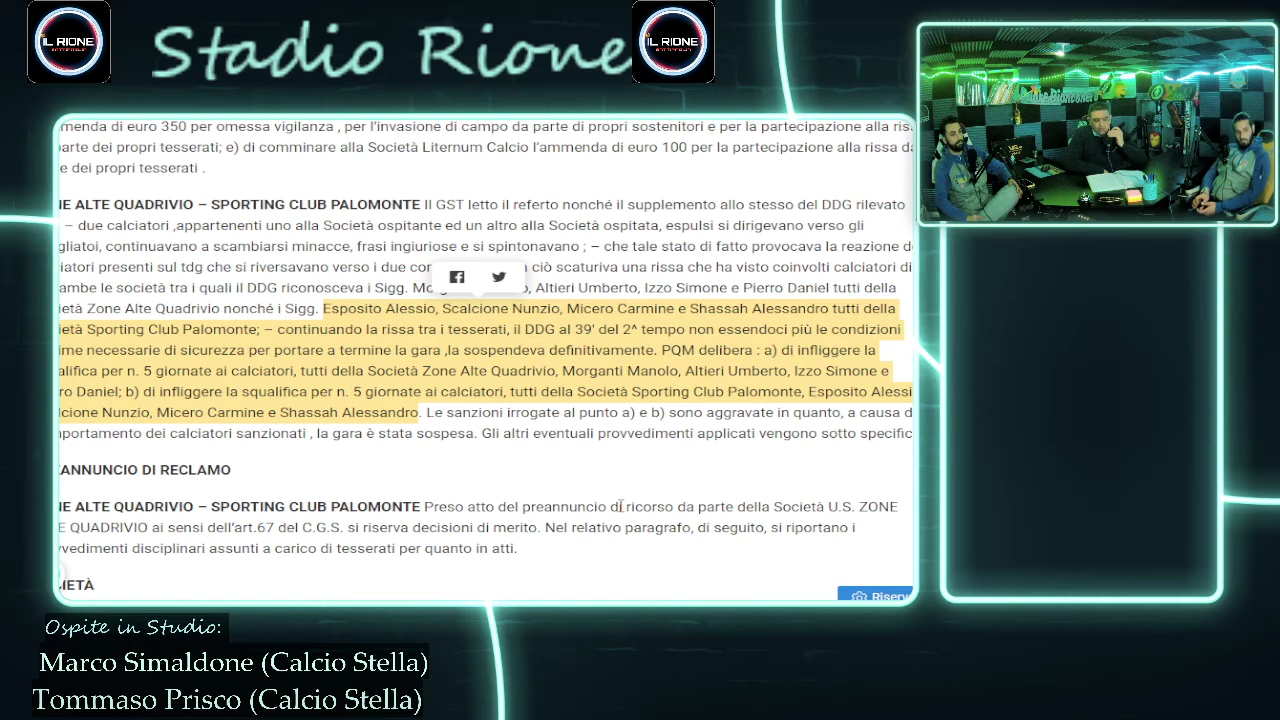 Stadio Rione
IL RIONE
IL RIONE
menda di euro 350 per omessa vigilanza , per l'invasione di campo da parte di propri sostenitori e per la partecipazione alla
parte dei propri tesserati; e) di comminare alla Società Liternum Calcio l'ammenda di euro 100 per la partecipazione alla rissa da
e dei propri tesserati .
NE ALTE QUADRIVIO – SPORTING CLUB PALOMONTE Il GST letto il referto nonché il supplemento allo stesso del DDG rilevato
– due calciatori ,appartenenti uno alla Società ospitante ed un altro alla Società ospitata, espulsi si dirigevano verso gli
gliatoi, continuavano a scambiarsi minacce, frasi ingiuriose e si spintonavano ; – che tale stato di fatto provocava la reazione de
iatori presenti sul tdg che si riversavano verso i due ciò scaturiva una rissa che ha visto coinvolti calciatori di
ambe le società tra i quali il DDG riconosceva i Sigg. Altieri Umberto, Izzo Simone e Pierro Daniel tutti della
ietà Zone Alte Quadrivio nonché i Sigg. Esposito Alessio, Scalcione Nunzio, Micero Carmine e Shassah Alessandro tutti della
ietà Sporting Club Palomonte; – continuando la rissa tra i tesserati, il DDG al 39' del 2^ tempo non essendoci più le condizioni
ime necessarie di sicurezza per portare a termine la gara ,la sospendeva definitivamente. PQM delibera : a) di infliggere la
alifica per n. 5 giornate ai calciatori, tutti della Società Zone Alte Quadrivio, Morganti Manolo, Altieri Umberto, Izzo Simone e
ro Daniel; b) di infliggere la squalifica per n. 5 giornate ai calciatori, tutti della Società Sporting Club Palomonte, Esposito Alessi
lcione Nunzio, Micero Carmine e Shassah Alessandro. Le sanzioni irrogate al punto a) e b) sono aggravate in quanto, a causa d
mportamento dei calciatori sanzionati , la gara è stata sospesa. Gli altri eventuali provvedimenti applicati vengono sotto specific
ANNUNCIO DI RECLAMO
NE ALTE QUADRIVIO – SPORTING CLUB PALOMONTE Preso atto del preannuncio di ricorso da parte della Società U.S. ZONE
E QUADRIVIO ai sensi dell'art.67 del C.G.S. si riserva decisioni di merito. Nel relativo paragrafo, di seguito, si riportano i
vvedimenti disciplinari assunti a carico di tesserati per quanto in atti.
IETÀ
Riserv
Ospite in Studio:
Marco Simaldone (Calcio Stella)
Tommaso Prisco (Calcio Stella)